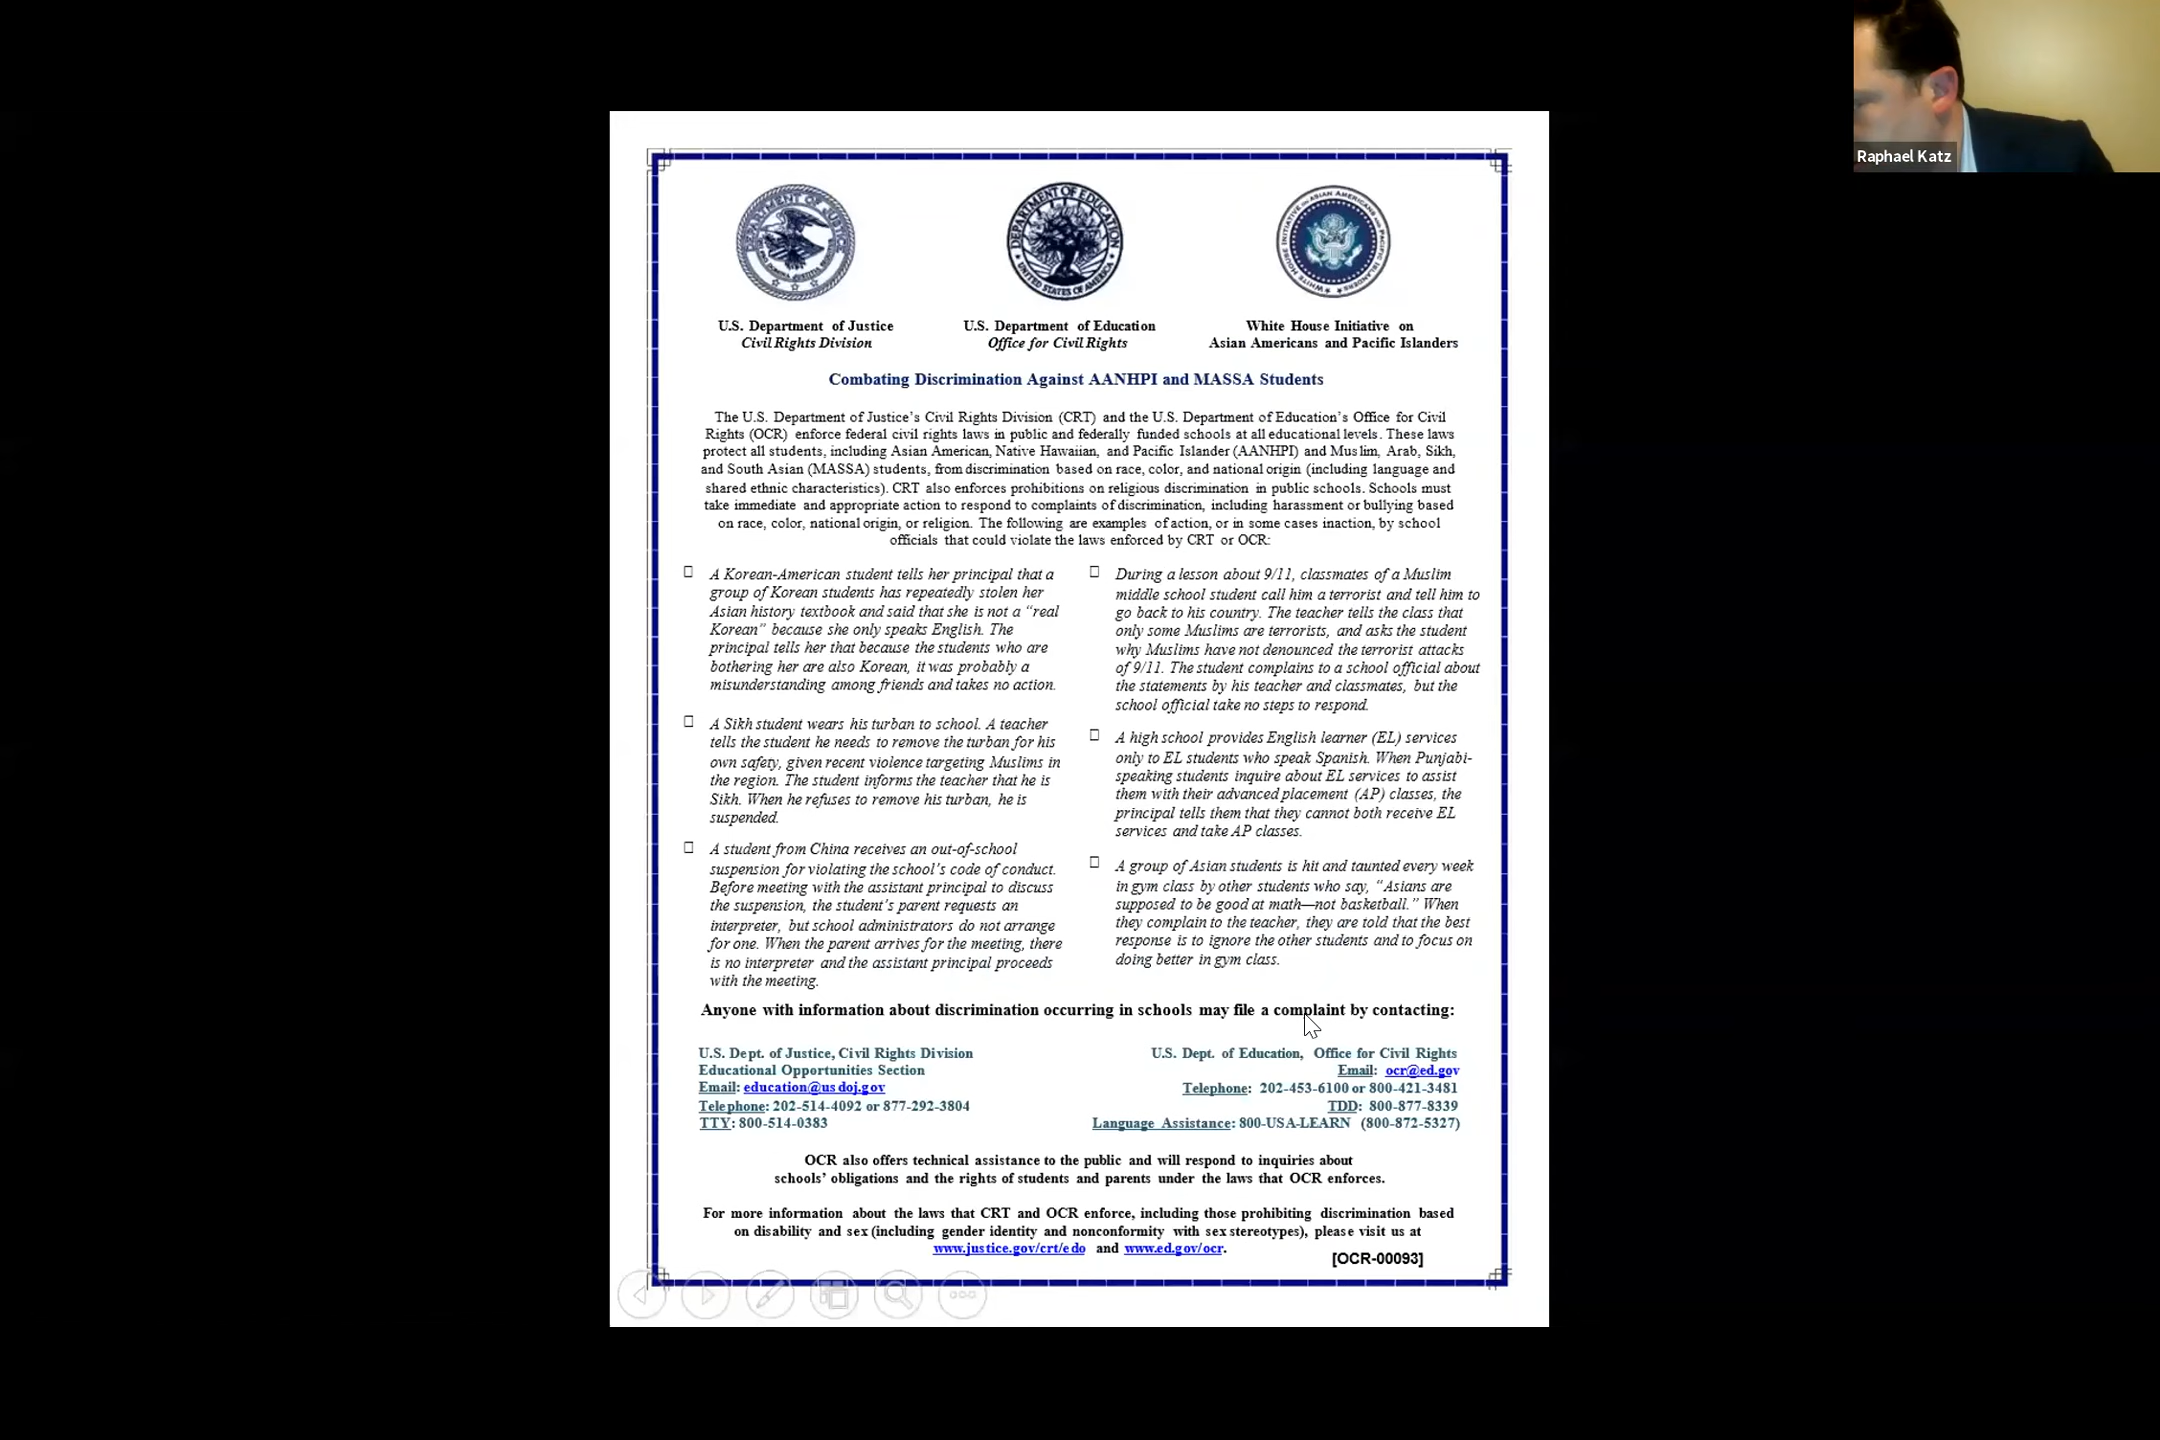 Raphael Katz
DEPARTMENT OF JUSTICE
DEPARTMENT OF EDUCATION
UNITED STATES OF AMERICA
WHITE HOUSE INITIATIVE ON ASIAN AMERICANS AND PACIFIC ISLANDERS
U.S. Department of Justice
Civil Rights Division
U.S. Department of Education
Office for Civil Rights
White House Initiative on
Asian Americans and Pacific Islanders
Combating Discrimination Against AANHPI and MASSA Students
The U.S. Department of Justice's Civil Rights Division (CRT) and the U.S. Department of Education's Office for Civil
Rights (OCR) enforce federal civil rights laws in public and federally funded schools at all educational levels. These laws
protect all students, including Asian American, Native Hawaiian, and Pacific Islander (AANHPI) and Muslim, Arab, Sikh,
and South Asian (MASSA) students, from discrimination based on race, color, and national origin (including language and
shared ethnic characteristics). CRT also enforces prohibitions on religious discrimination in public schools. Schools must
take immediate and appropriate action to respond to complaints of discrimination, including harassment or bullying based
on race, color, national origin, or religion. The following are examples of action, or in some cases inaction, by school
officials that could violate the laws enforced by CRT or OCR:
A Korean-American student tells her principal that a
group of Korean students has repeatedly stolen her
Asian history textbook and said that she is not a “real
Korean” because she only speaks English. The
principal tells her that because the students who are
bothering her are also Korean, it was probably a
misunderstanding among friends and takes no action.
A Sikh student wears his turban to school. A teacher
tells the student he needs to remove the turban for his
own safety, given recent violence targeting Muslims in
the region. The student informs the teacher that he is
Sikh. When he refuses to remove his turban, he is
suspended.
A student from China receives an out-of-school
suspension for violating the school's code of conduct.
Before meeting with the assistant principal to discuss
the suspension, the student's parent requests an
interpreter, but school administrators do not arrange
for one. When the parent arrives for the meeting, there
is no interpreter and the assistant principal proceeds
with the meeting.
During a lesson about 9/11, classmates of a Muslim
middle school student call him a terrorist and tell him to
go back to his country. The teacher tells the class that
only some Muslims are terrorists, and asks the student
why Muslims have not denounced the terrorist attacks
of 9/11. The student complains to a school official about
the statements by his teacher and classmates, but the
school official take no steps to respond.
A high school provides English learner (EL) services
only to EL students who speak Spanish. When Punjabi-
speaking students inquire about EL services to assist
them with their advanced placement (AP) classes, the
principal tells them that they cannot both receive EL
services and take AP classes.
A group of Asian students is hit and taunted every week
in gym class by other students who say, “Asians are
supposed to be good at math—not basketball.” When
they complain to the teacher, they are told that the best
response is to ignore the other students and to focus on
doing better in gym class.
Anyone with information about discrimination occurring in schools may file a complaint by contacting:
U.S. Dept. of Justice, Civil Rights Division
Educational Opportunities Section
Email: education@usdoj.gov
Telephone: 202-514-4092 or 877-292-3804
TTY: 800-514-0383
U.S. Dept. of Education, Office for Civil Rights
Email: ocr@ed.gov
Telephone: 202-453-6100 or 800-421-3481
TDD: 800-877-8339
Language Assistance: 800-USA-LEARN (800-872-5327)
OCR also offers technical assistance to the public and will respond to inquiries about
schools' obligations and the rights of students and parents under the laws that OCR enforces.
For more information about the laws that CRT and OCR enforce, including those prohibiting discrimination based
on disability and sex (including gender identity and nonconformity with sex stereotypes), please visit us at
www.justice.gov/crt/edo and www.ed.gov/ocr.
[OCR-00093]